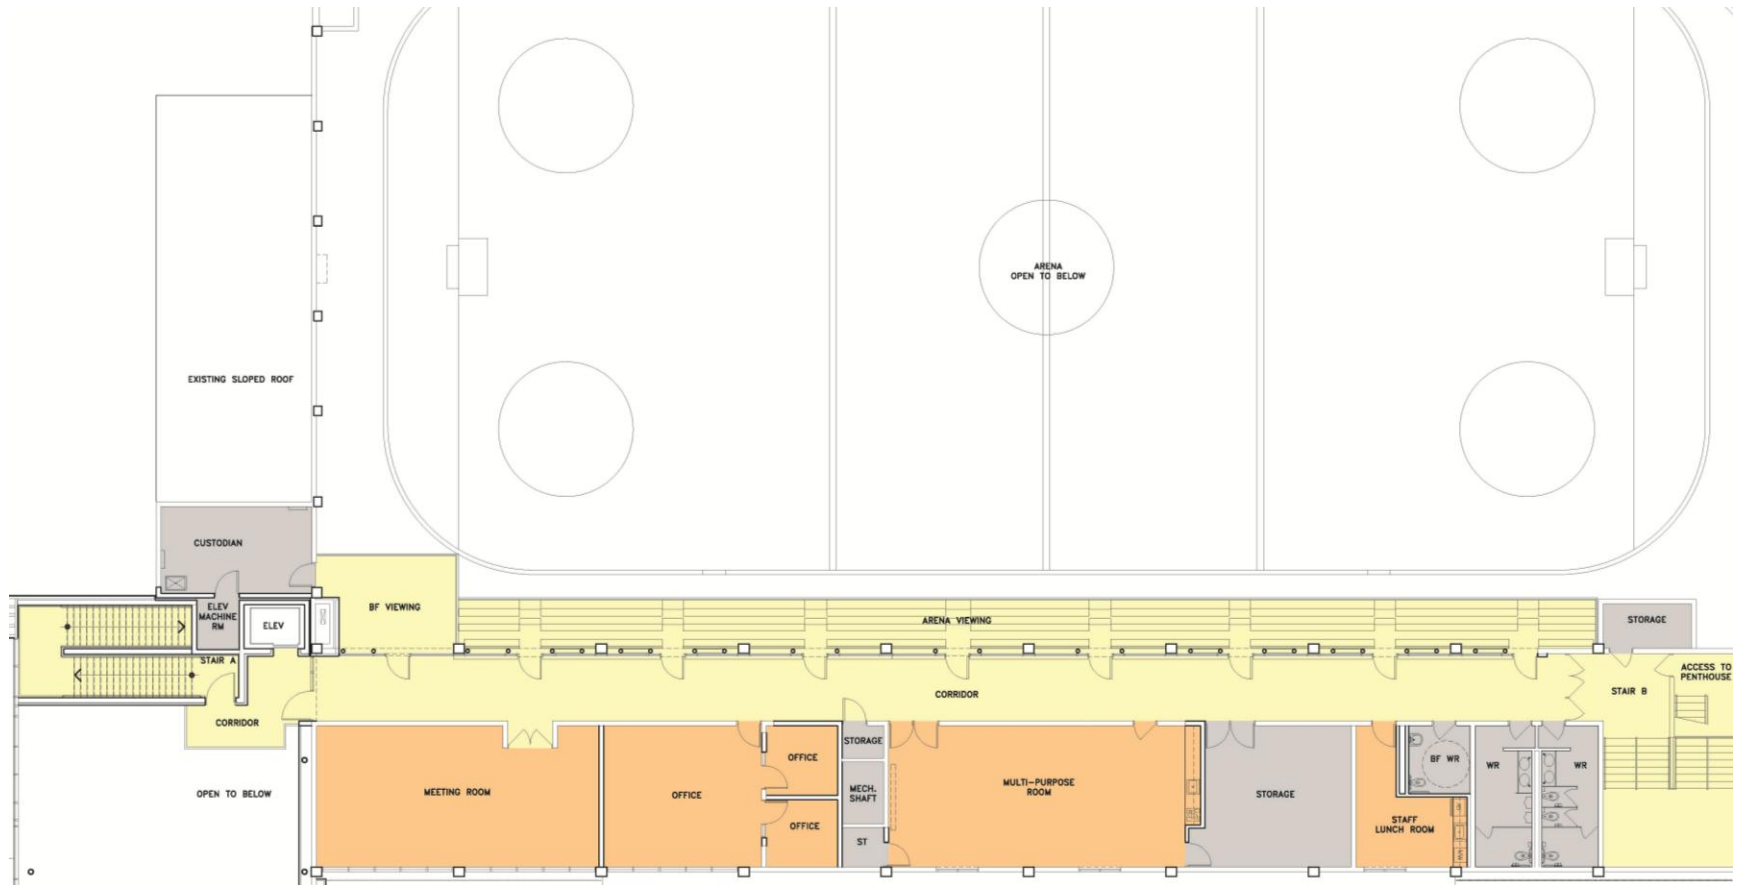 ARENA
OPEN TO BELOW
EXISTING SLOPED ROOF
CUSTODIAN
ELEV
MACHINE
RM
ELEV
BF VIEWING
ARENA VIEWING
STORAGE
STAIR A
ACCESS TO
PENTHOUSE
STAIR B
CORRIDOR
CORRIDOR
STORAGE
OFFICE
BF WR
WR
WR
OPEN TO BELOW
MEETING ROOM
OFFICE
MECH.
SHAFT
MULTI-PURPOSE
ROOM
STORAGE
OFFICE
ST
STAFF
LUNCH ROOM